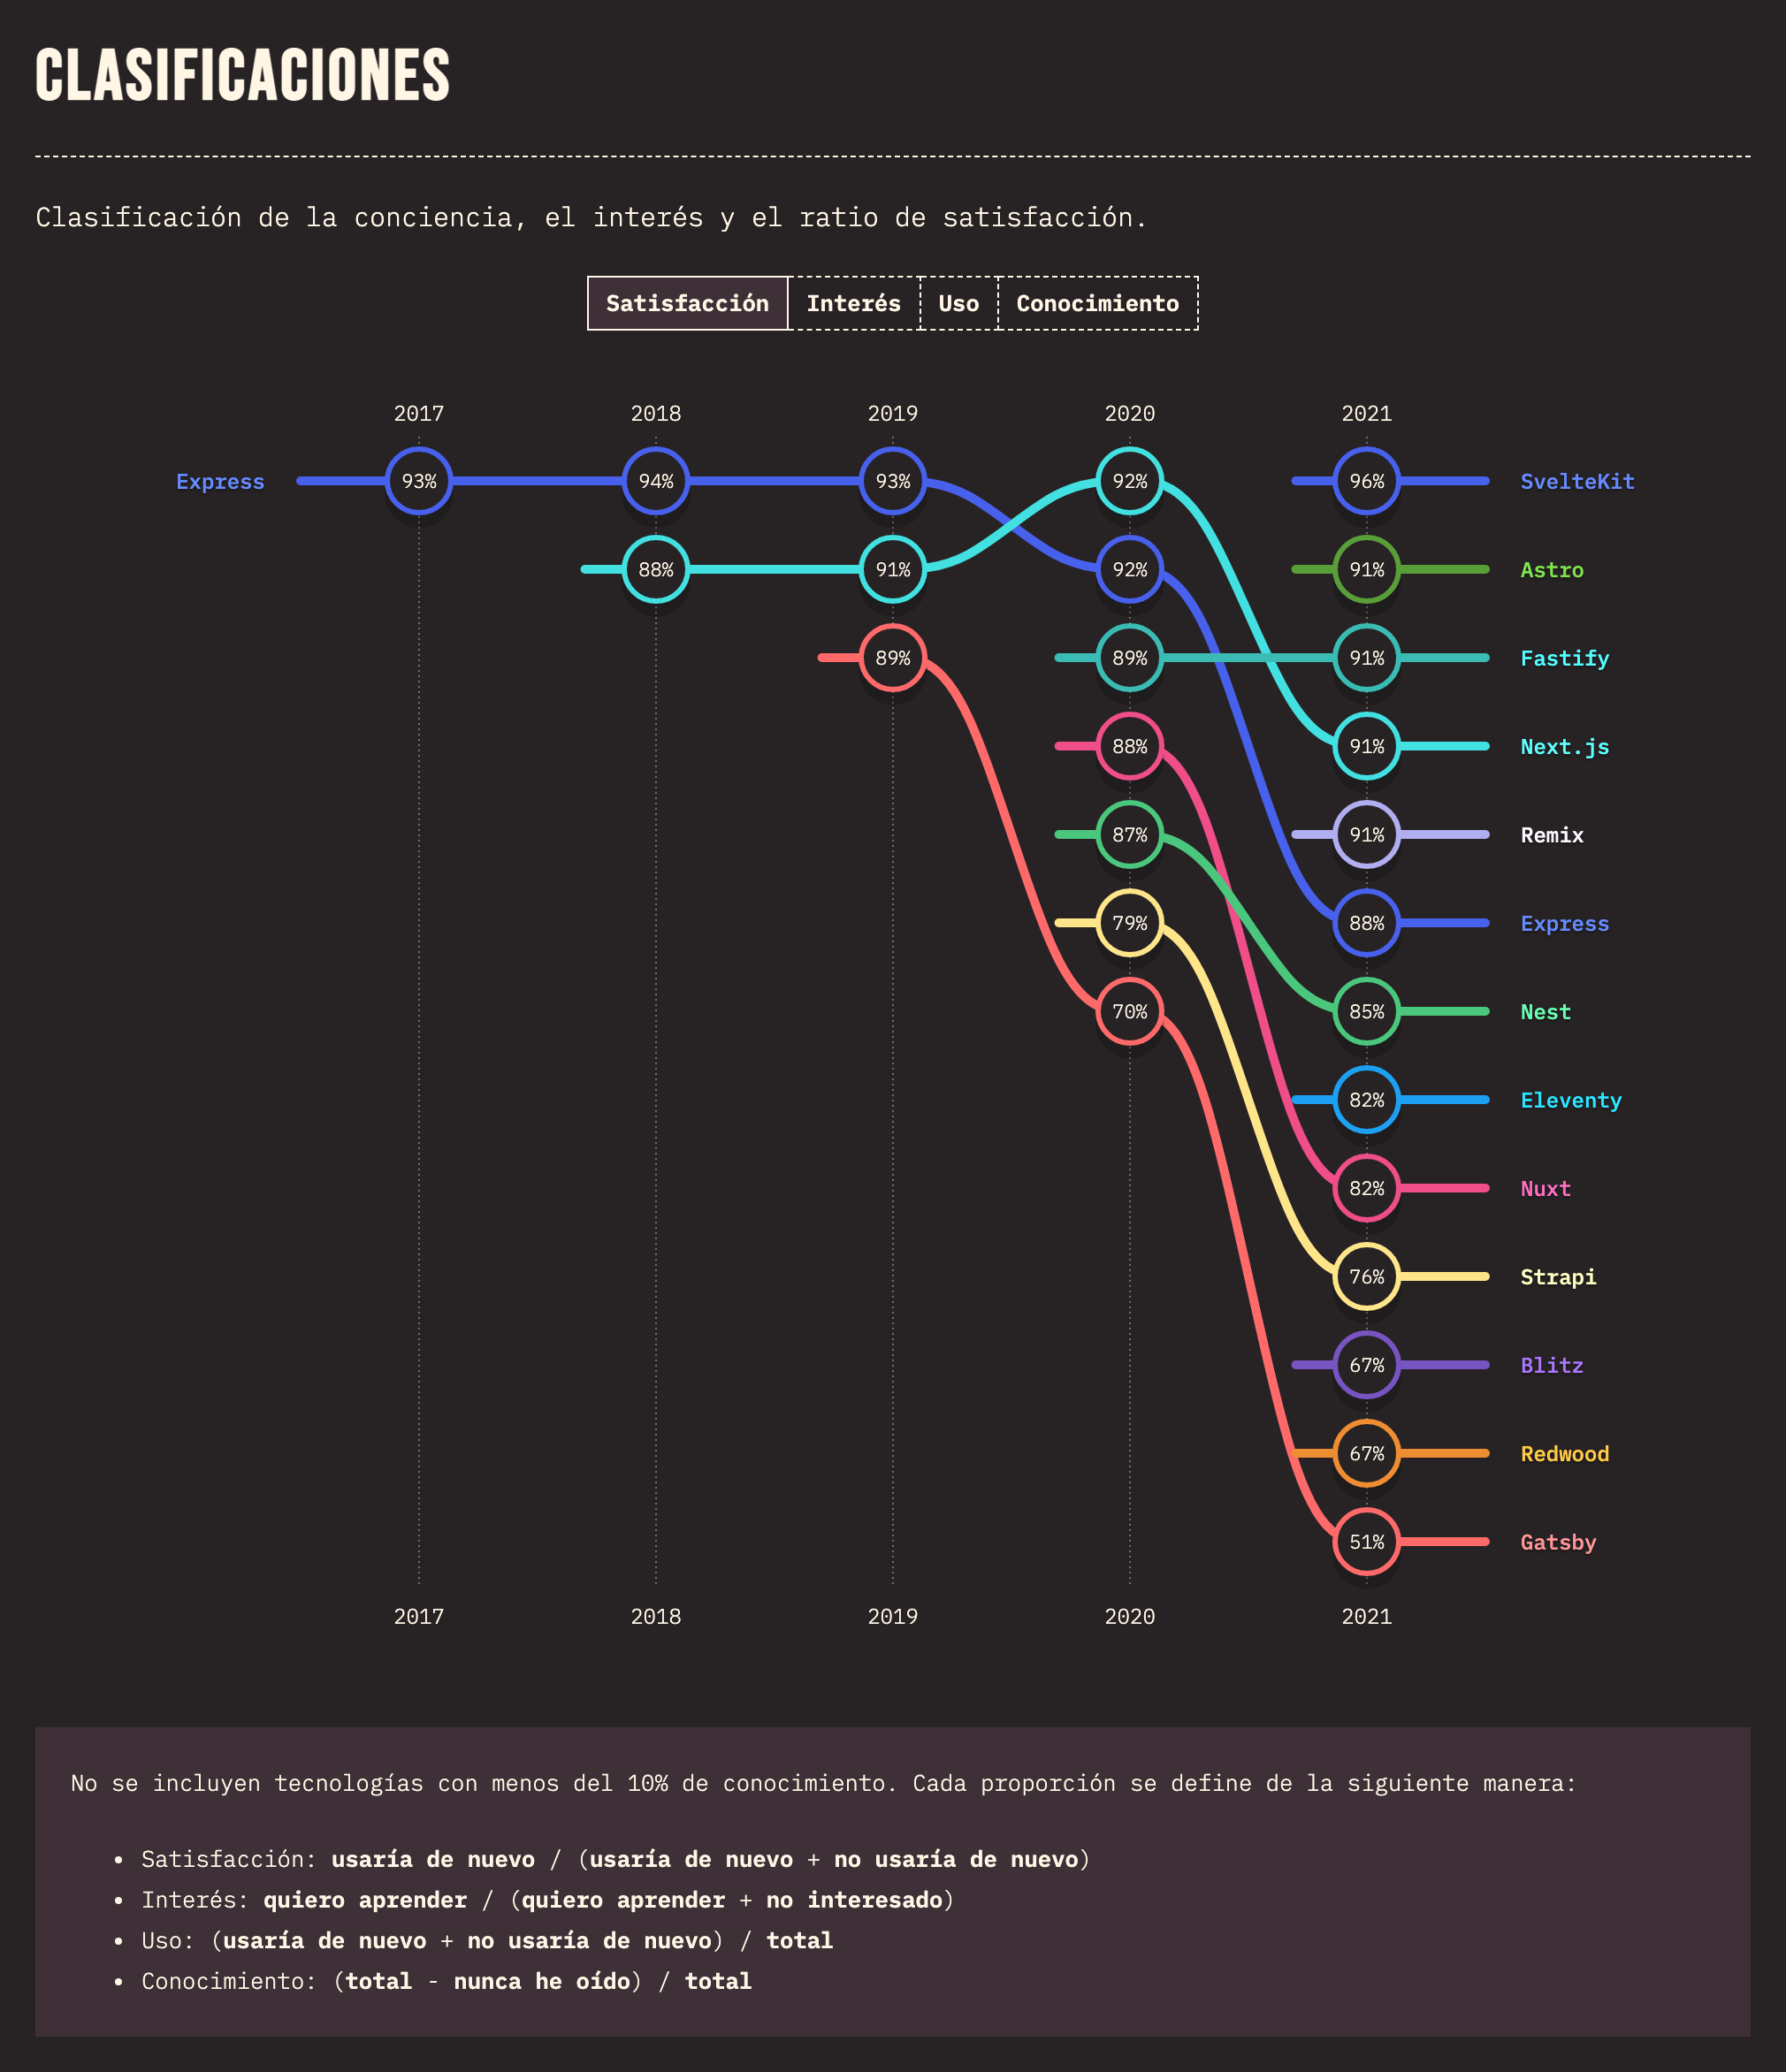 CLASIFICACIONES
Clasificación de la conciencia, el interés y el ratio de satisfacción.
Satisfacción Interés Uso Conocimiento
2017 2018 2019 2020 2021
Express 93% 94% 93% 92% 96% SvelteKit
88% 91% 92% 91% Astro
89% 89% 91% Fastify
88% 91% Next.js
87% 91% Remix
79% 88% Express
70% 85% Nest
82% Eleventy
82% Nuxt
76% Strapi
67% Blitz
67% Redwood
51% Gatsby
2017 2018 2019 2020 2021
No se incluyen tecnologías con menos del 10% de conocimiento. Cada proporción se define de la siguiente manera:
• Satisfacción: usaría de nuevo / (usaría de nuevo + no usaría de nuevo)
• Interés: quiero aprender / (quiero aprender + no interesado)
• Uso: (usaría de nuevo + no usaría de nuevo) / total
• Conocimiento: (total - nunca he oído) / total